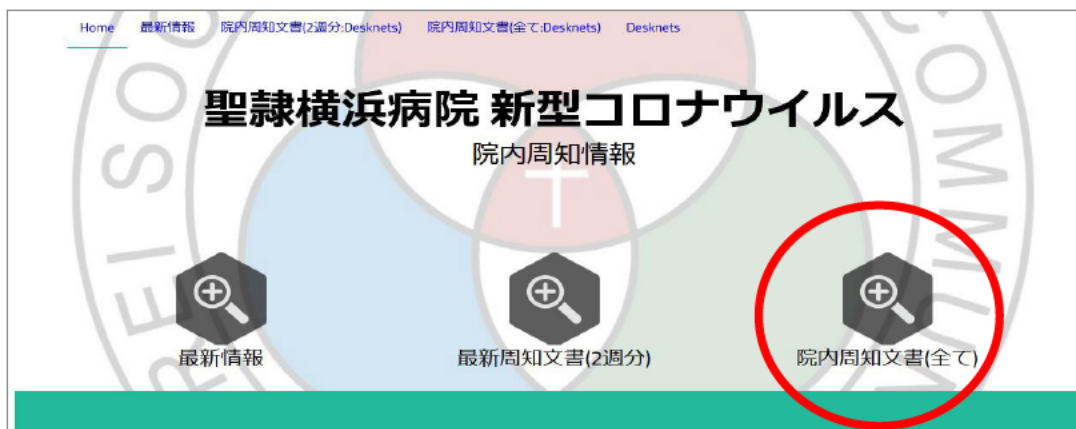 Home 最新情報 院内周知文書(2週分:Desknets) 院内周知文書(全て:Desknets) Desknets
聖隷横浜病院 新型コロナウイルス
院内周知情報
最新情報 最新周知文書(2週分) 院内周知文書(全て)